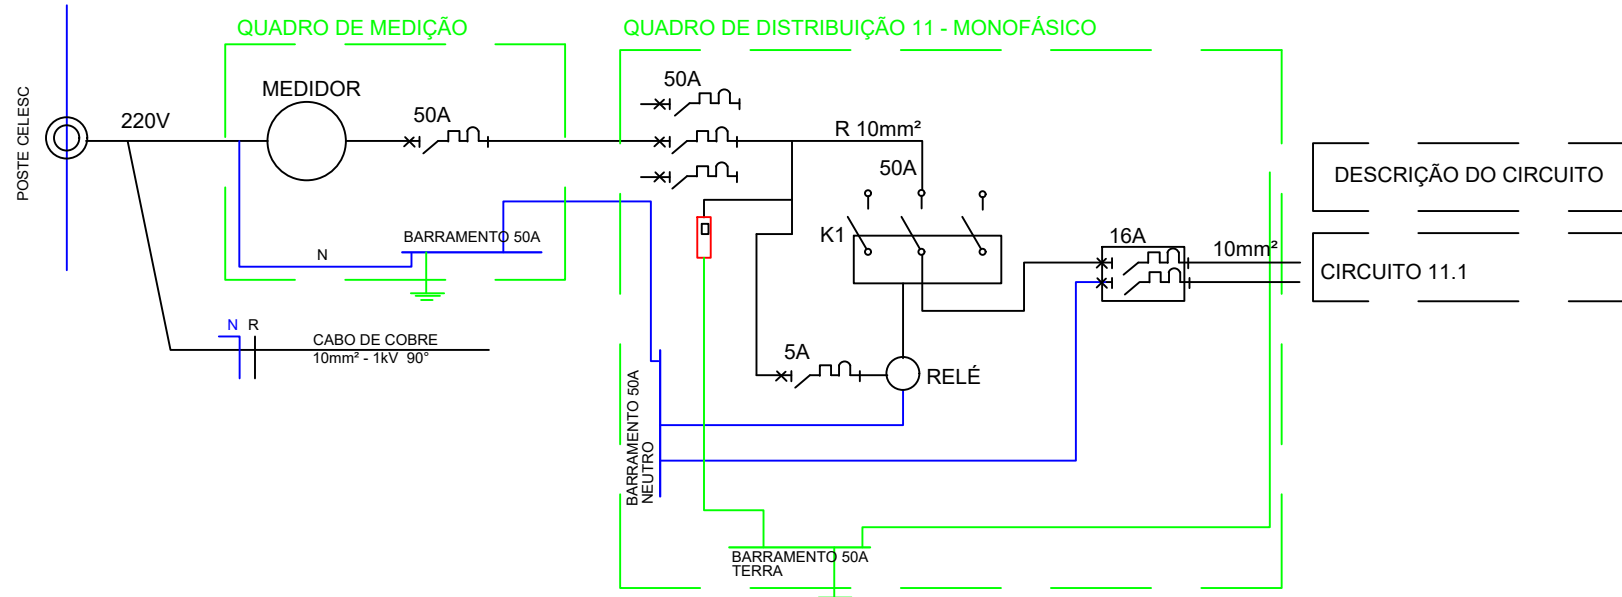 QUADRO DE MEDIÇÃO
QUADRO DE DISTRIBUIÇÃO 11 - MONOFÁSICO
POSTE CELESC
220V
MEDIDOR
50A
50A
R 10mm²
50A
K1
16A
10mm²
DESCRIÇÃO DO CIRCUITO
CIRCUITO 11.1
N
BARRAMENTO 50A
N R
CABO DE COBRE
10mm² - 1kV 90°
5A
RELÉ
BARRAMENTO 50A
NEUTRO
BARRAMENTO 50A
TERRA